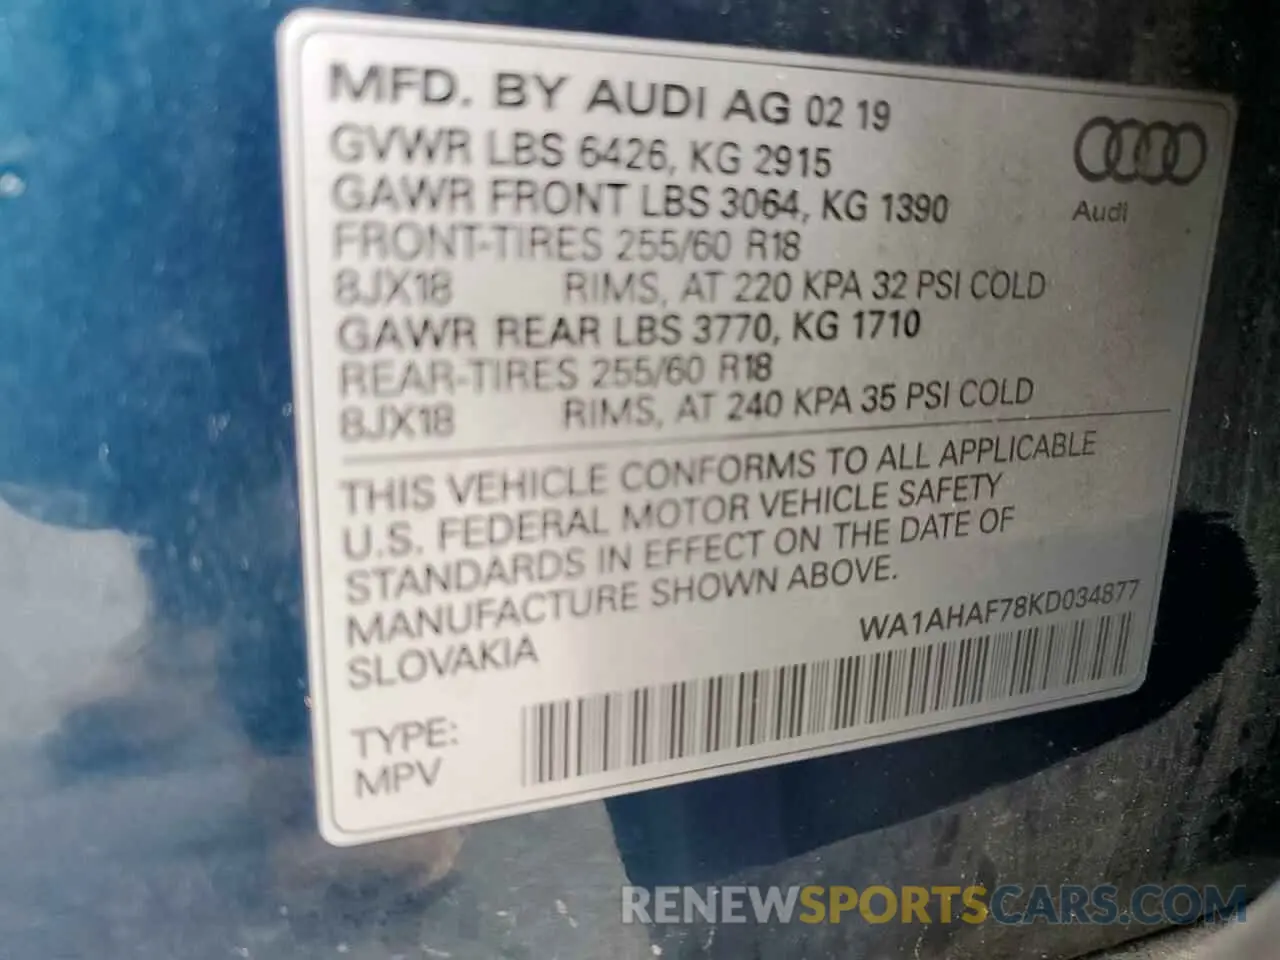 MFD. BY AUDI AG 02 19
GVWR LBS 6426, KG 2915
GAWR FRONT LBS 3064, KG 1390
FRONT-TIRES 255/60 R18
8JX18 RIMS, AT 220 KPA 32 PSI COLD
GAWR REAR LBS 3770, KG 1710
REAR-TIRES 255/60 R18
8JX18 RIMS, AT 240 KPA 35 PSI COLD
Audi
THIS VEHICLE CONFORMS TO ALL APPLICABLE
U.S. FEDERAL MOTOR VEHICLE SAFETY
STANDARDS IN EFFECT ON THE DATE OF
MANUFACTURE SHOWN ABOVE.
SLOVAKIA
WA1AHAF78KD034877
TYPE:
MPV
RENEWSPORTSCARS.COM